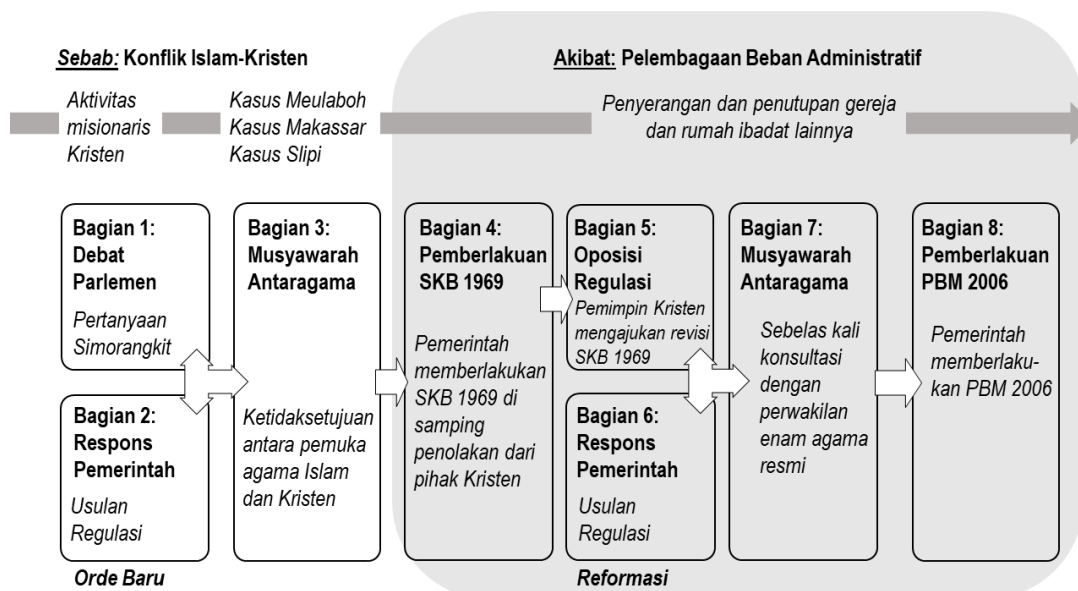 Sebab: Konflik Islam-Kristen
Akibat: Pelembagaan Beban Administratif
Aktivitas
misionaris
Kristen
Kasus Meulaboh
Kasus Makassar
Kasus Slipi
Penyerangan dan penutupan gereja
dan rumah ibadat lainnya
Bagian 1:
Debat
Parlemen
Pertanyaan
Simorangkit
Bagian 2:
Respons
Pemerintah
Usulan
Regulasi
Bagian 3:
Musyawarah
Antaragama
Ketidaksetujuan
antara pemuka
agama Islam
dan Kristen
Bagian 4:
Pemberlakuan
SKB 1969
Pemerintah
memberlakukan
SKB 1969 di
samping
penolakan dari
pihak Kristen
Bagian 5:
Oposisi
Regulasi
Pemimpin Kristen
mengajukan revisi
SKB 1969
Bagian 6:
Respons
Pemerintah
Usulan
Regulasi
Bagian 7:
Musyawarah
Antaragama
Sebelas kali
konsultasi
dengan
perwakilan
enam agama
resmi
Bagian 8:
Pemberlakuan
PBM 2006
Pemerintah
memberlaku-
kan PBM 2006
Orde Baru
Reformasi